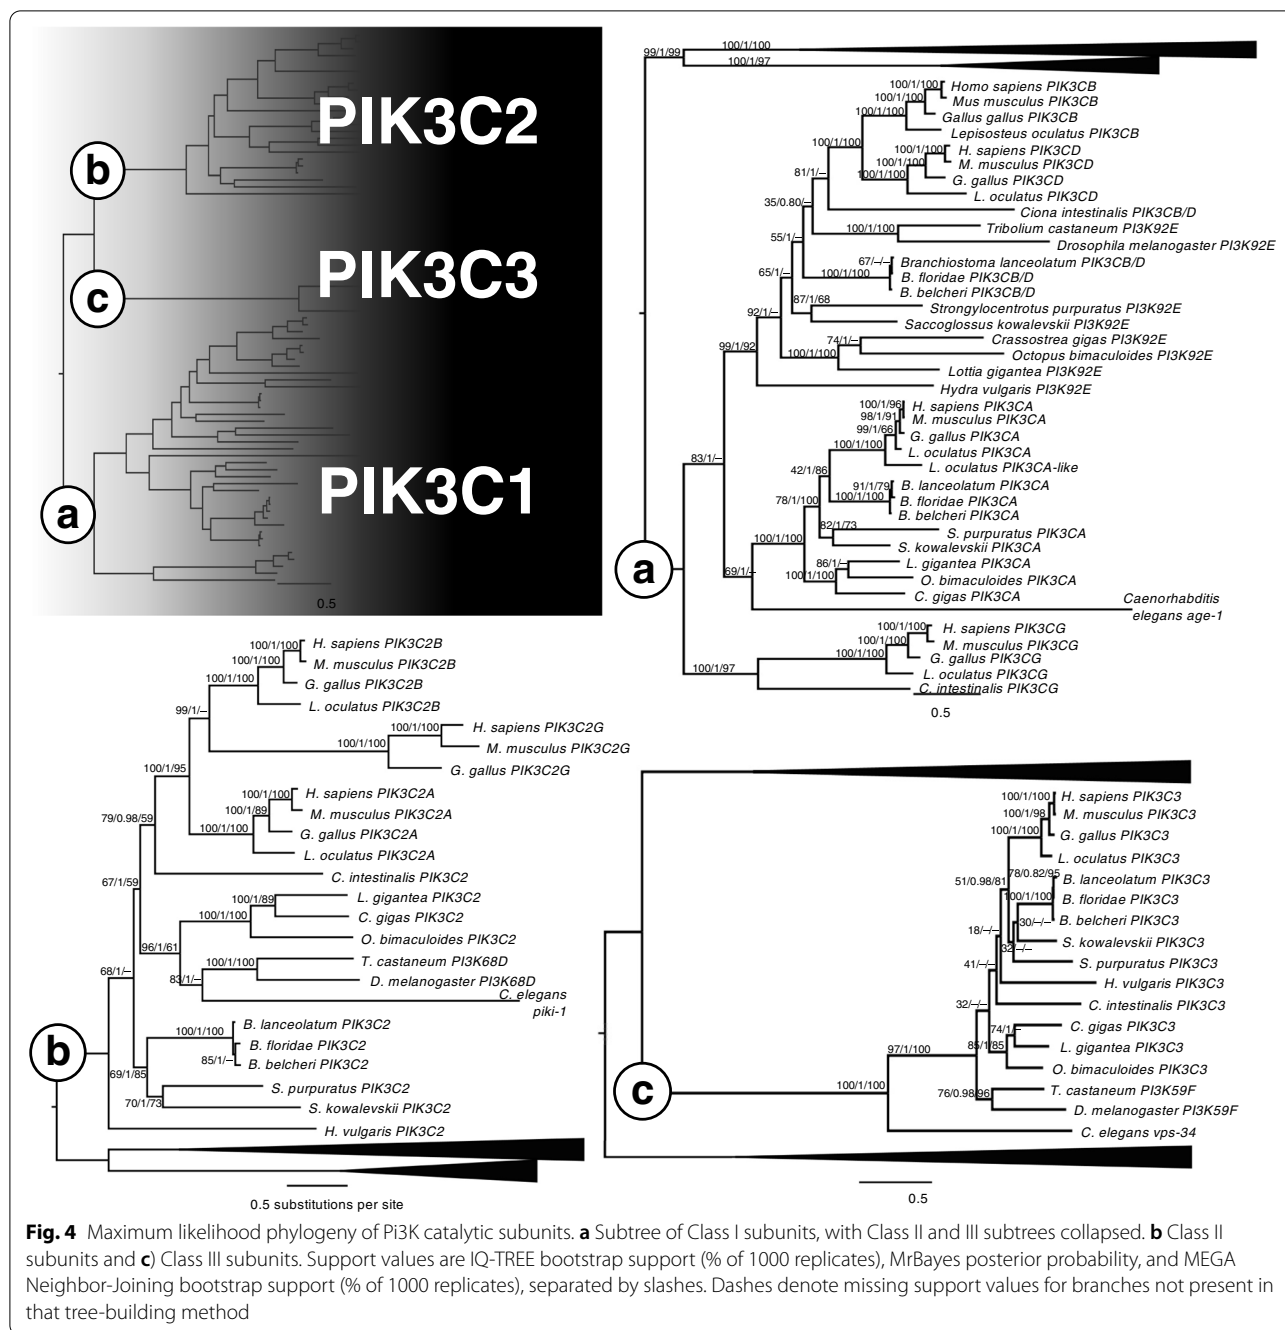 PIK3C2
b
PIK3C3
c
PIK3C1
a
0.5
99/1/99
100/1/100
100/1/97
100/1/100
Homo sapiens PIK3CB
100/1/100
Mus musculus PIK3CB
100/1/100
Gallus gallus PIK3CB
Lepisosteus oculatus PIK3CB
100/1/100
100/1/100
H. sapiens PIK3CD
100/1/100
M. musculus PIK3CD
100/1/100
G. gallus PIK3CD
81/1/–
L. oculatus PIK3CD
35/0.80/–
Ciona intestinalis PIK3CB/D
100/1/100
Tribolium castaneum PIK92E
55/1/–
Drosophila melanogaster PIK92E
67/–/–
Branchiostoma lanceolatum PIK3CB/D
65/1/–
100/1/100
B. floridae PIK3CB/D
B. belcheri PIK3CB/D
87/1/68
Strongylocentrotus purpuratus PI3K92E
92/1/–
Saccoglossus kowalevskii PI3K92E
74/1/–
Crassostrea gigas PI3K92E
99/1/92
100/1/100
Octopus bimaculoides PI3K92E
Lottia gigantea PI3K92E
Hydra vulgaris PI3K92E
100/1/96
H. sapiens PIK3CA
98/1/91
M. musculus PIK3CA
99/1/66
G. gallus PIK3CA
100/1/100
L. oculatus PIK3CA
83/1/–
42/1/86
L. oculatus PIK3CA-like
91/1/79
B. lanceolatum PIK3CA
100/1/100
B. floridae PIK3CA
78/1/100
B. belcheri PIK3CA
82/1/73
S. purpuratus PIK3CA
100/1/100
S. kowalevskii PIK3CA
86/1/–
L. gigantea PIK3CA
a
69/1/–
100/1/100
O. bimaculoides PIK3CA
C. gigas PIK3CA
Caenorhabditis
elegans age-1
100/1/100
H. sapiens PIK3CG
100/1/100
M. musculus PIK3CG
100/1/100
G. gallus PIK3CG
100/1/97
L. oculatus PIK3CG
C. intestinalis PIK3CG
0.5
100/1/100
H. sapiens PIK3C2B
100/1/100
M. musculus PIK3C2B
100/1/100
G. gallus PIK3C2B
L. oculatus PIK3C2B
99/1/–
100/1/100
H. sapiens PIK3C2G
100/1/100
M. musculus PIK3C2G
G. gallus PIK3C2G
100/1/95
100/1/100
H. sapiens PIK3C2A
100/1/89
M. musculus PIK3C2A
79/0.98/59
100/1/100
G. gallus PIK3C2A
L. oculatus PIK3C2A
C. intestinalis PIK3C2
67/1/59
100/1/89
L. gigantea PIK3C2
100/1/100
C. gigas PIK3C2
O. bimaculoides PIK3C2
96/1/61
100/1/100
T. castaneum PI3K68D
68/1/–
83/1/–
D. melanogaster PI3K68D
C. elegans
piki-1
100/1/100
B. lanceolatum PIK3C2
b
B. floridae PIK3C2
85/1/–
B. belcheri PIK3C2
69/1/85
S. purpuratus PIK3C2
70/1/73
S. kowalevskii PIK3C2
H. vulgaris PIK3C2
0.5 substitutions per site
100/1/100
H. sapiens PIK3C3
100/1/98
M. musculus PIK3C3
100/1/100
G. gallus PIK3C3
L. oculatus PIK3C3
51/0.98/81
78/0.82/95
B. lanceolatum PIK3C3
100/1/100
B. floridae PIK3C3
30/–/–
B. belcheri PIK3C3
18/–/–
S. kowalevskii PIK3C3
32/–/–
S. purpuratus PIK3C3
41/–/–
H. vulgaris PIK3C3
32/–/–
C. intestinalis PIK3C3
74/1/–
C. gigas PIK3C3
97/1/100
85/1/85
L. gigantea PIK3C3
O. bimaculoides PIK3C3
c
100/1/100
76/0.98/96
T. castaneum PI3K59F
D. melanogaster PI3K59F
C. elegans vps-34
0.5
Fig. 4 Maximum likelihood phylogeny of Pi3K catalytic subunits. a Subtree of Class I subunits, with Class II and III subtrees collapsed. b Class II
subunits and c) Class III subunits. Support values are IQ-TREE bootstrap support (% of 1000 replicates), MrBayes posterior probability, and MEGA
Neighbor-Joining bootstrap support (% of 1000 replicates), separated by slashes. Dashes denote missing support values for branches not present in
that tree-building method